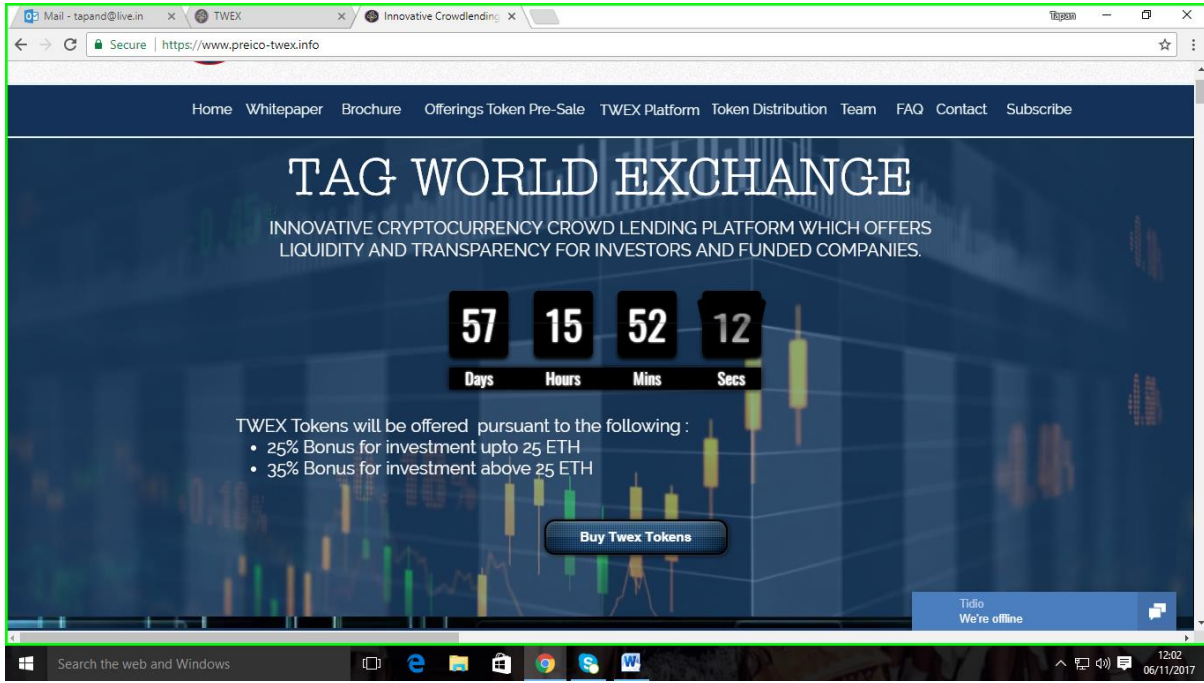 Mail - tapand@live.in
TWEX
Innovative Crowdlending
Tapan
Secure | https://www.preico-twex.info
Home Whitepaper Brochure Offerings Token Pre-Sale TWEX Platform Token Distribution Team FAQ Contact Subscribe
TAG WORLD EXCHANGE
INNOVATIVE CRYPTOCURRENCY CROWD LENDING PLATFORM WHICH OFFERS
LIQUIDITY AND TRANSPARENCY FOR INVESTORS AND FUNDED COMPANIES.
57 15 52 12
Days Hours Mins Secs
TWEX Tokens will be offered pursuant to the following :
• 25% Bonus for investment upto 25 ETH
• 35% Bonus for investment above 25 ETH
Buy Twex Tokens
Tidio
We're offline
Search the web and Windows
12:02
06/11/2017